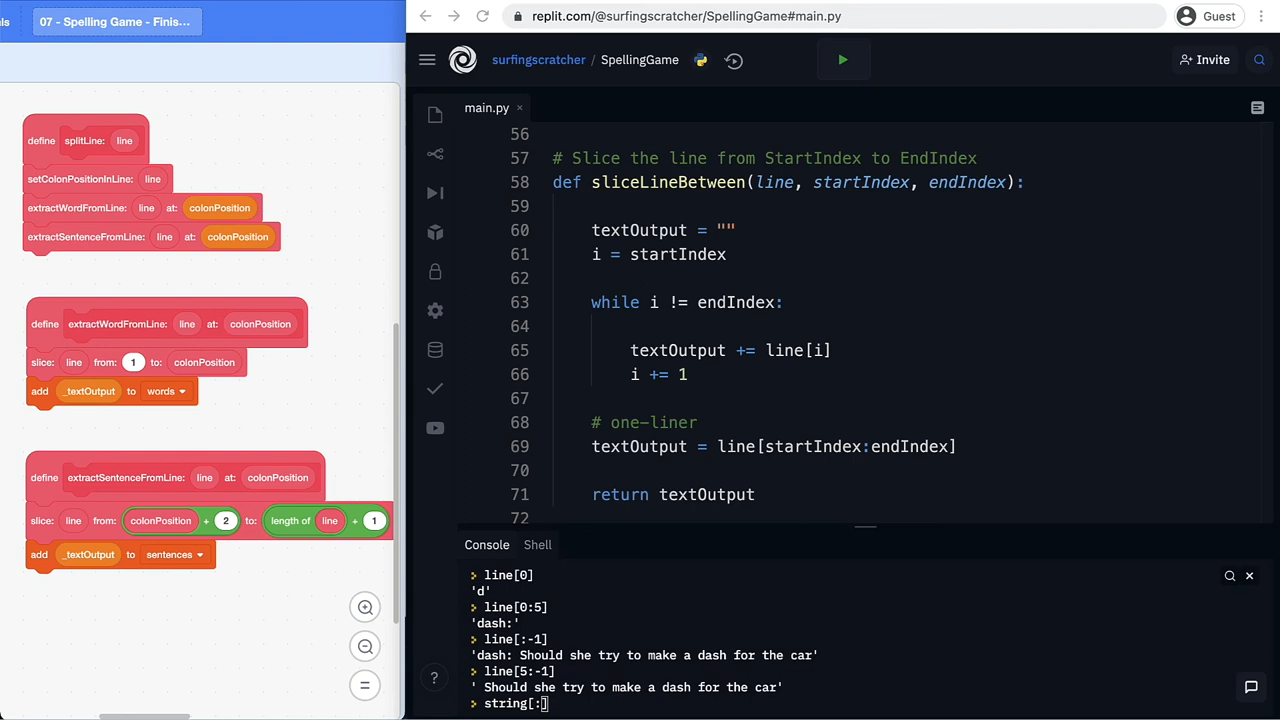 als
07 - Spelling Game - Finis...
define splitLine: line
setColonPositionInLine: line
extractWordFromLine: line at: colonPosition
extractSentenceFromLine: line at: colonPosition
define extractWordFromLine: line at: colonPosition
slice: line from: 1 to: colonPosition
add _textOutput to words
define extractSentenceFromLine: line at: colonPosition
slice: line from: colonPosition + 2 to: length of line + 1
add _textOutput to sentences
replit.com/@surfingscratcher/SpellingGame#main.py
Guest
surfingscratcher / SpellingGame
Invite
main.py ×
56
57 # Slice the line from StartIndex to EndIndex
58 def sliceLineBetween(line, startIndex, endIndex):
59
60 textOutput = ""
61 i = startIndex
62
63 while i != endIndex:
64
65 textOutput += line[i]
66 i += 1
67
68 # one-liner
69 textOutput = line[startIndex:endIndex]
70
71 return textOutput
72
Console Shell
> line[0]
'd'
> line[0:5]
'dash:'
> line[:-1]
'dash: Should she try to make a dash for the car'
> line[5:-1]
' Should she try to make a dash for the car'
> string[:]
?